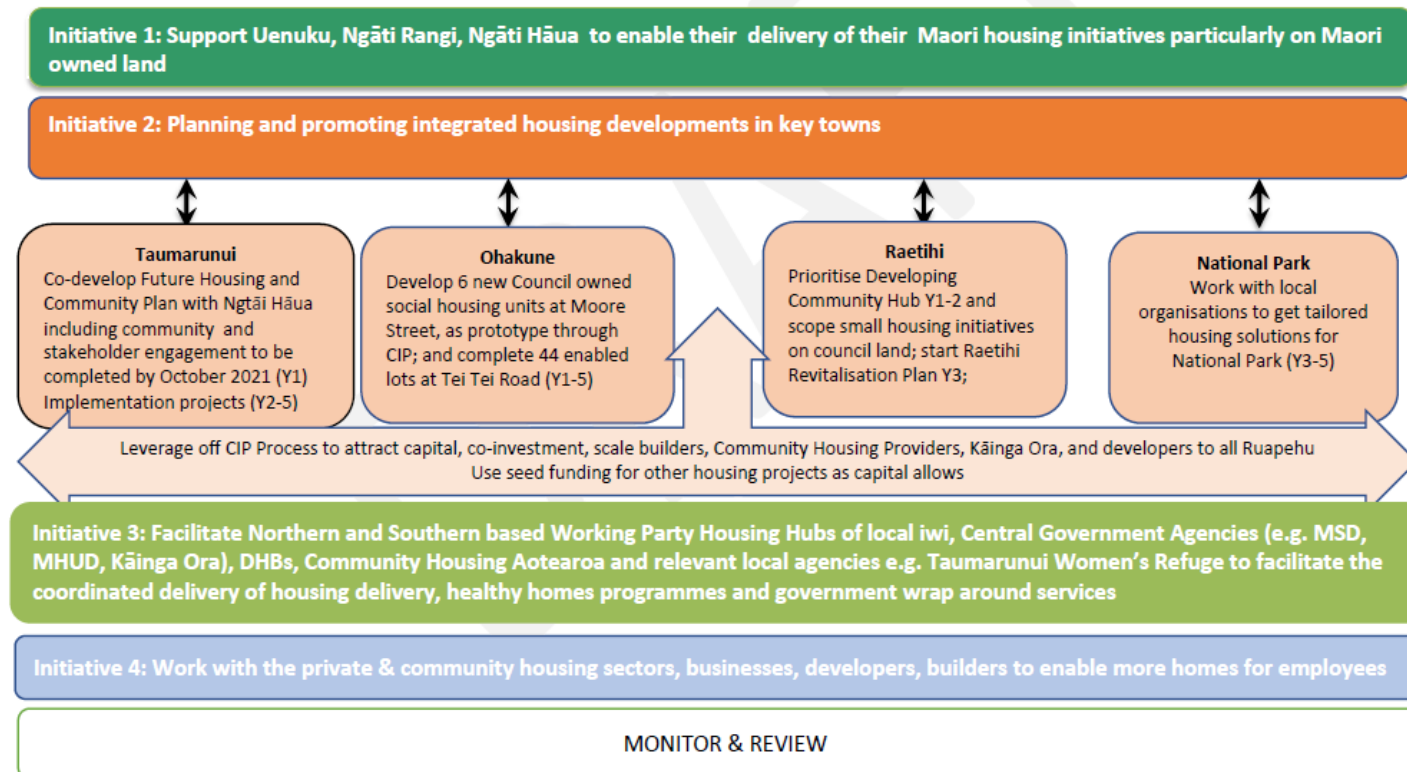 Initiative 1: Support Uenuku, Ngāti Rangi, Ngāti Hāua to enable their delivery of their Maori housing initiatives particularly on Maori
owned land
Initiative 2: Planning and promoting integrated housing developments in key towns
Taumarunui
Co-develop Future Housing and
Community Plan with Ngtāi Hāua
including community and
stakeholder engagement to be
completed by October 2021 (Y1)
Implementation projects (Y2-5)
Ohakune
Develop 6 new Council owned
social housing units at Moore
Street, as prototype through
CIP; and complete 44 enabled
lots at Tei Tei Road (Y1-5)
Raetihi
Prioritise Developing
Community Hub Y1-2 and
scope small housing initiatives
on council land; start Raetihi
Revitalisation Plan Y3;
National Park
Work with local
organisations to get tailored
housing solutions for
National Park (Y3-5)
Leverage off CIP Process to attract capital, co-investment, scale builders, Community Housing Providers, Kāinga Ora, and developers to all Ruapehu
Use seed funding for other housing projects as capital allows
Initiative 3: Facilitate Northern and Southern based Working Party Housing Hubs of local iwi, Central Government Agencies (e.g. MSD,
MHUD, Kāinga Ora), DHBs, Community Housing Aotearoa and relevant local agencies e.g. Taumarunui Women's Refuge to facilitate the
coordinated delivery of housing delivery, healthy homes programmes and government wrap around services
Initiative 4: Work with the private & community housing sectors, businesses, developers, builders to enable more homes for employees
MONITOR & REVIEW